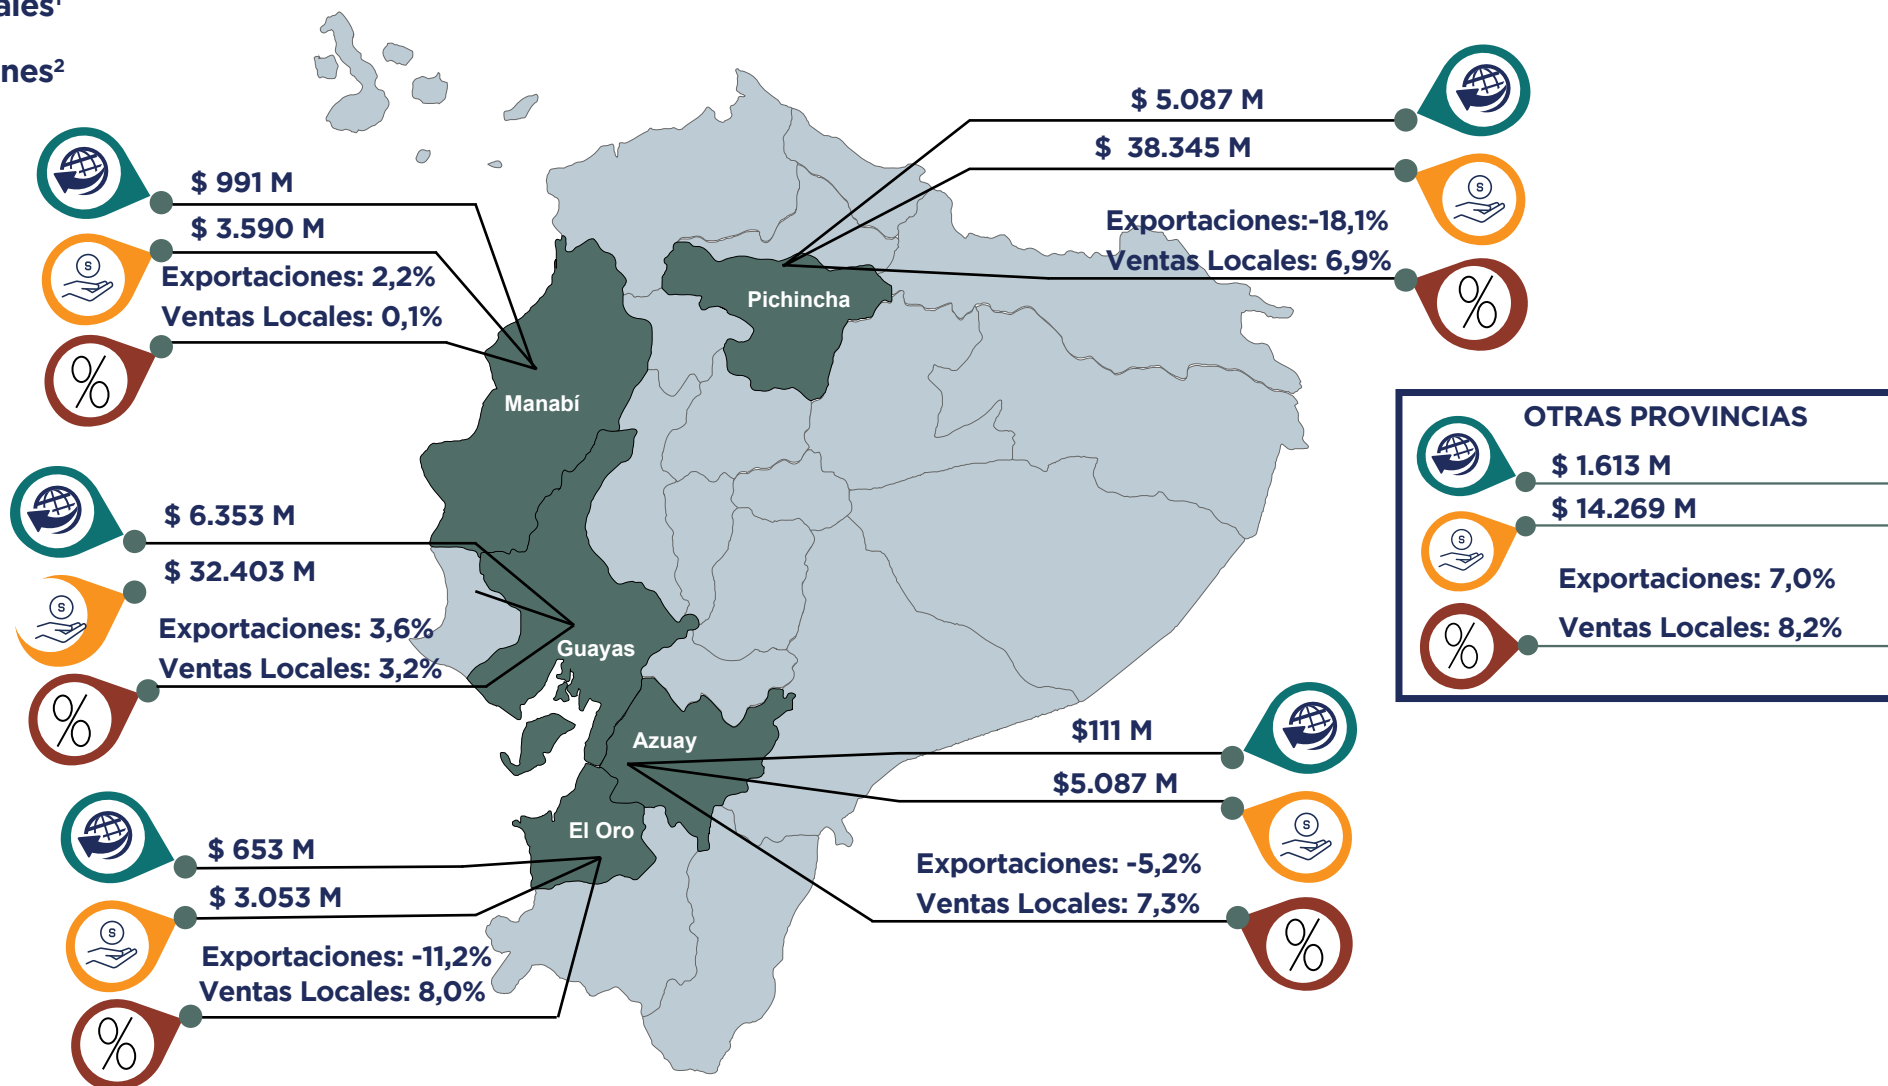 $ 991 M
$ 3.590 M
Exportaciones: 2,2%
Ventas Locales: 0,1%
Manabí
$ 5.087 M
$ 38.345 M
Exportaciones:-18,1%
Ventas Locales: 6,9%
Pichincha
OTRAS PROVINCIAS
$ 1.613 M
$ 14.269 M
Exportaciones: 7,0%
Ventas Locales: 8,2%
$ 6.353 M
$ 32.403 M
Exportaciones: 3,6%
Ventas Locales: 3,2%
Guayas
Azuay
$111 M
$5.087 M
Exportaciones: -5,2%
Ventas Locales: 7,3%
El Oro
$ 653 M
$ 3.053 M
Exportaciones: -11,2%
Ventas Locales: 8,0%